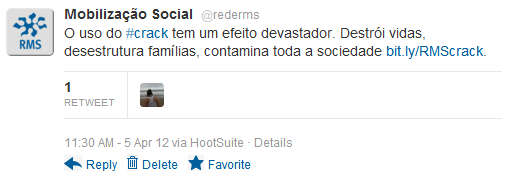 Mobilização Social @rederms
O uso do #crack tem um efeito devastador. Destrói vidas,
desestrutura famílias, contamina toda a sociedade bit.ly/RMScrack.
RMS
1
RETWEET
11:30 AM - 5 Apr 12 via HootSuite · Details
Reply Delete Favorite